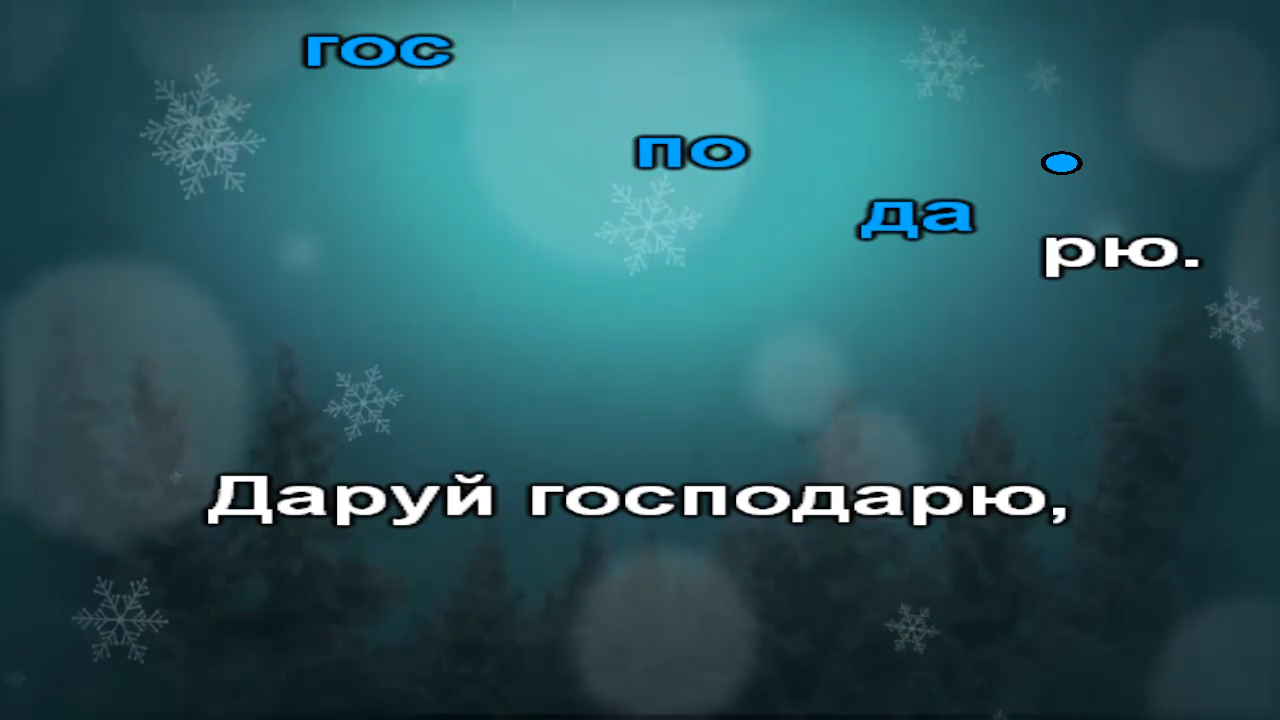 гос
по
да
рю.
Даруй господарю,